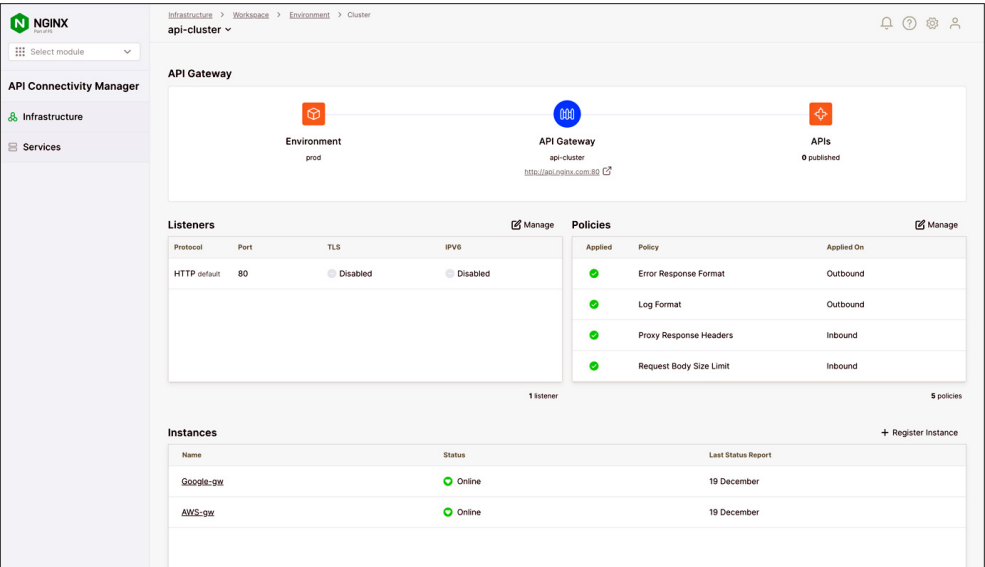 NGINX
Part of F5
Select module
API Connectivity Manager
Infrastructure
Services
Infrastructure > Workspace > Environment > Cluster
api-cluster
API Gateway
Environment
prod
API Gateway
api-cluster
http://api.nginx.com:80
APIs
0 published
Listeners
Manage
Protocol Port TLS IPV6
HTTP default 80 Disabled Disabled
1 listener
Policies
Manage
Applied Policy Applied On
Error Response Format Outbound
Log Format Outbound
Proxy Response Headers Inbound
Request Body Size Limit Inbound
5 policies
Instances
+ Register Instance
Name Status Last Status Report
Google-gw Online 19 December
AWS-gw Online 19 December